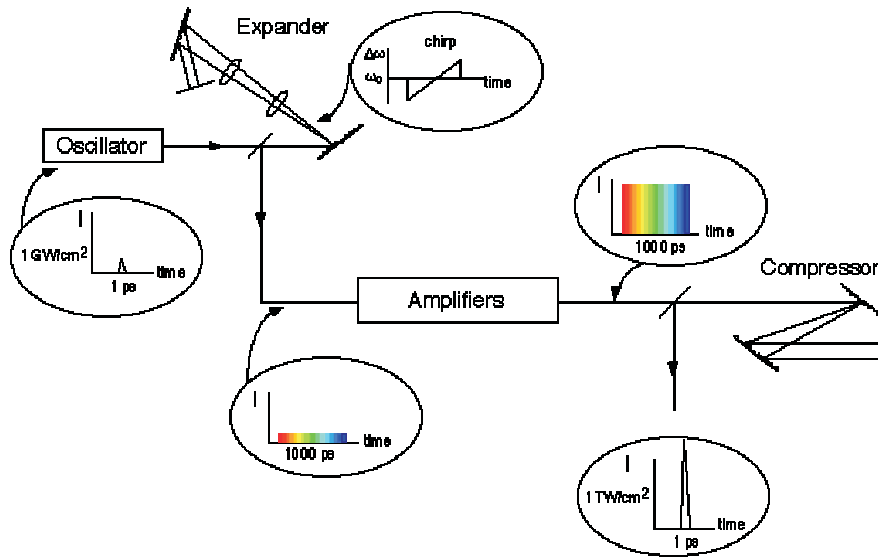 Expander
chirp
Δω
ω₀
time
Oscillator
I
1 GW/cm²
time
1 ps
I
time
1000 ps
Compressor
Amplifiers
I
time
1000 ps
I
1 TW/cm²
time
1 ps